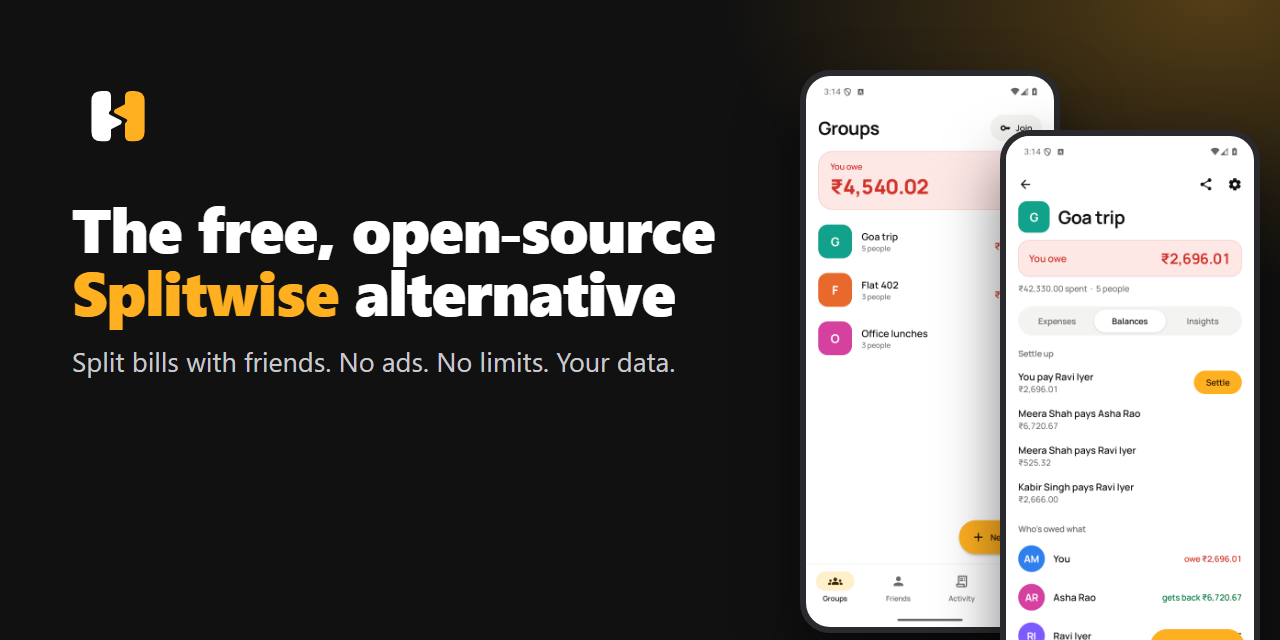 The free, open-source
Splitwise alternative
Split bills with friends. No ads. No limits. Your data.
3:14
Groups
Join
You owe
₹4,540.02
G
Goa trip
5 people
₹
F
Flat 402
3 people
₹
O
Office lunches
3 people
+
Groups
Friends
Activity
3:14
G
Goa trip
You owe
₹2,696.01
₹42,330.00 spent · 5 people
Expenses
Balances
Insights
Settle up
You pay Ravi Iyer
₹2,696.01
Settle
Meera Shah pays Asha Rao
₹6,720.67
Meera Shah pays Ravi Iyer
₹525.32
Kabir Singh pays Ravi Iyer
₹2,666.00
Who's owed what
AM
You
owe ₹2,696.01
AR
Asha Rao
gets back ₹6,720.67
RI
Ravi Iyer